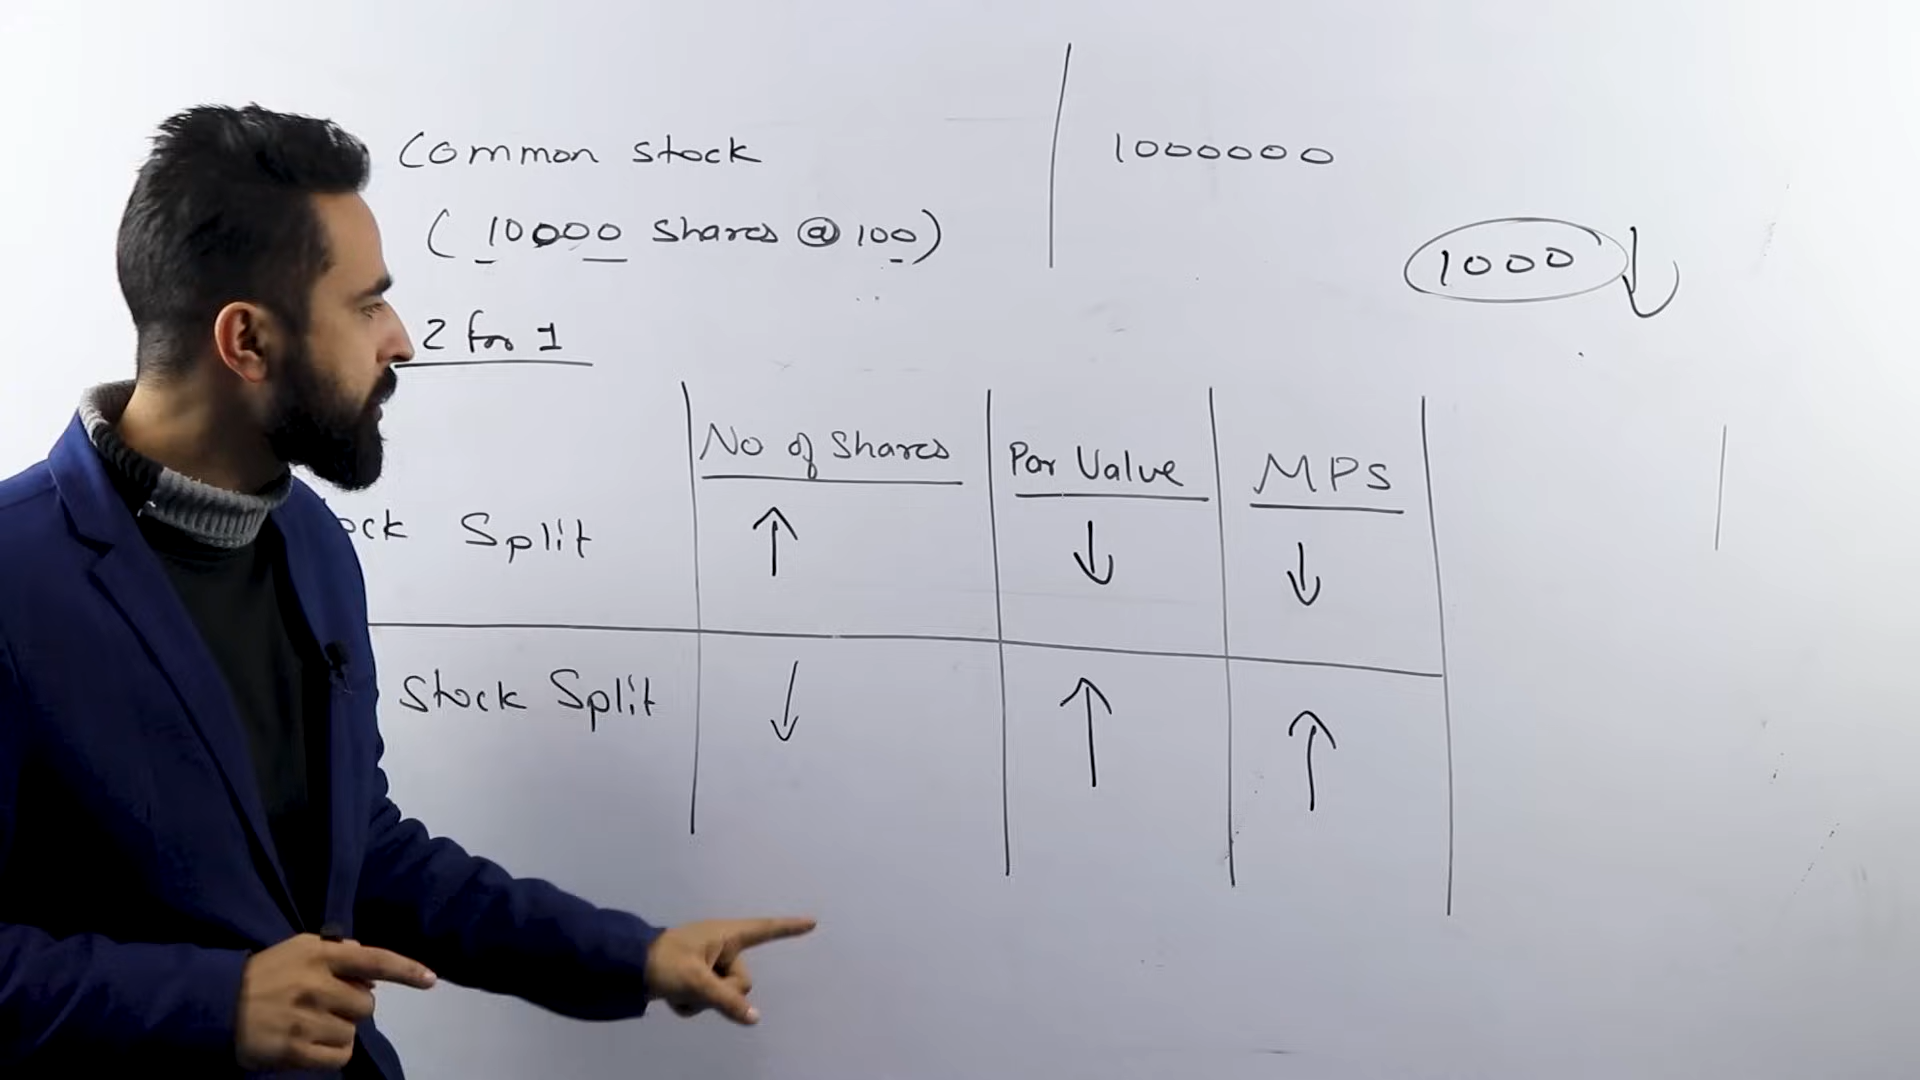 Common stock 1000000
(10000 shares @ 100)
1000
2 for 1
No of shares Par Value MPS
ock Split
Stock Split